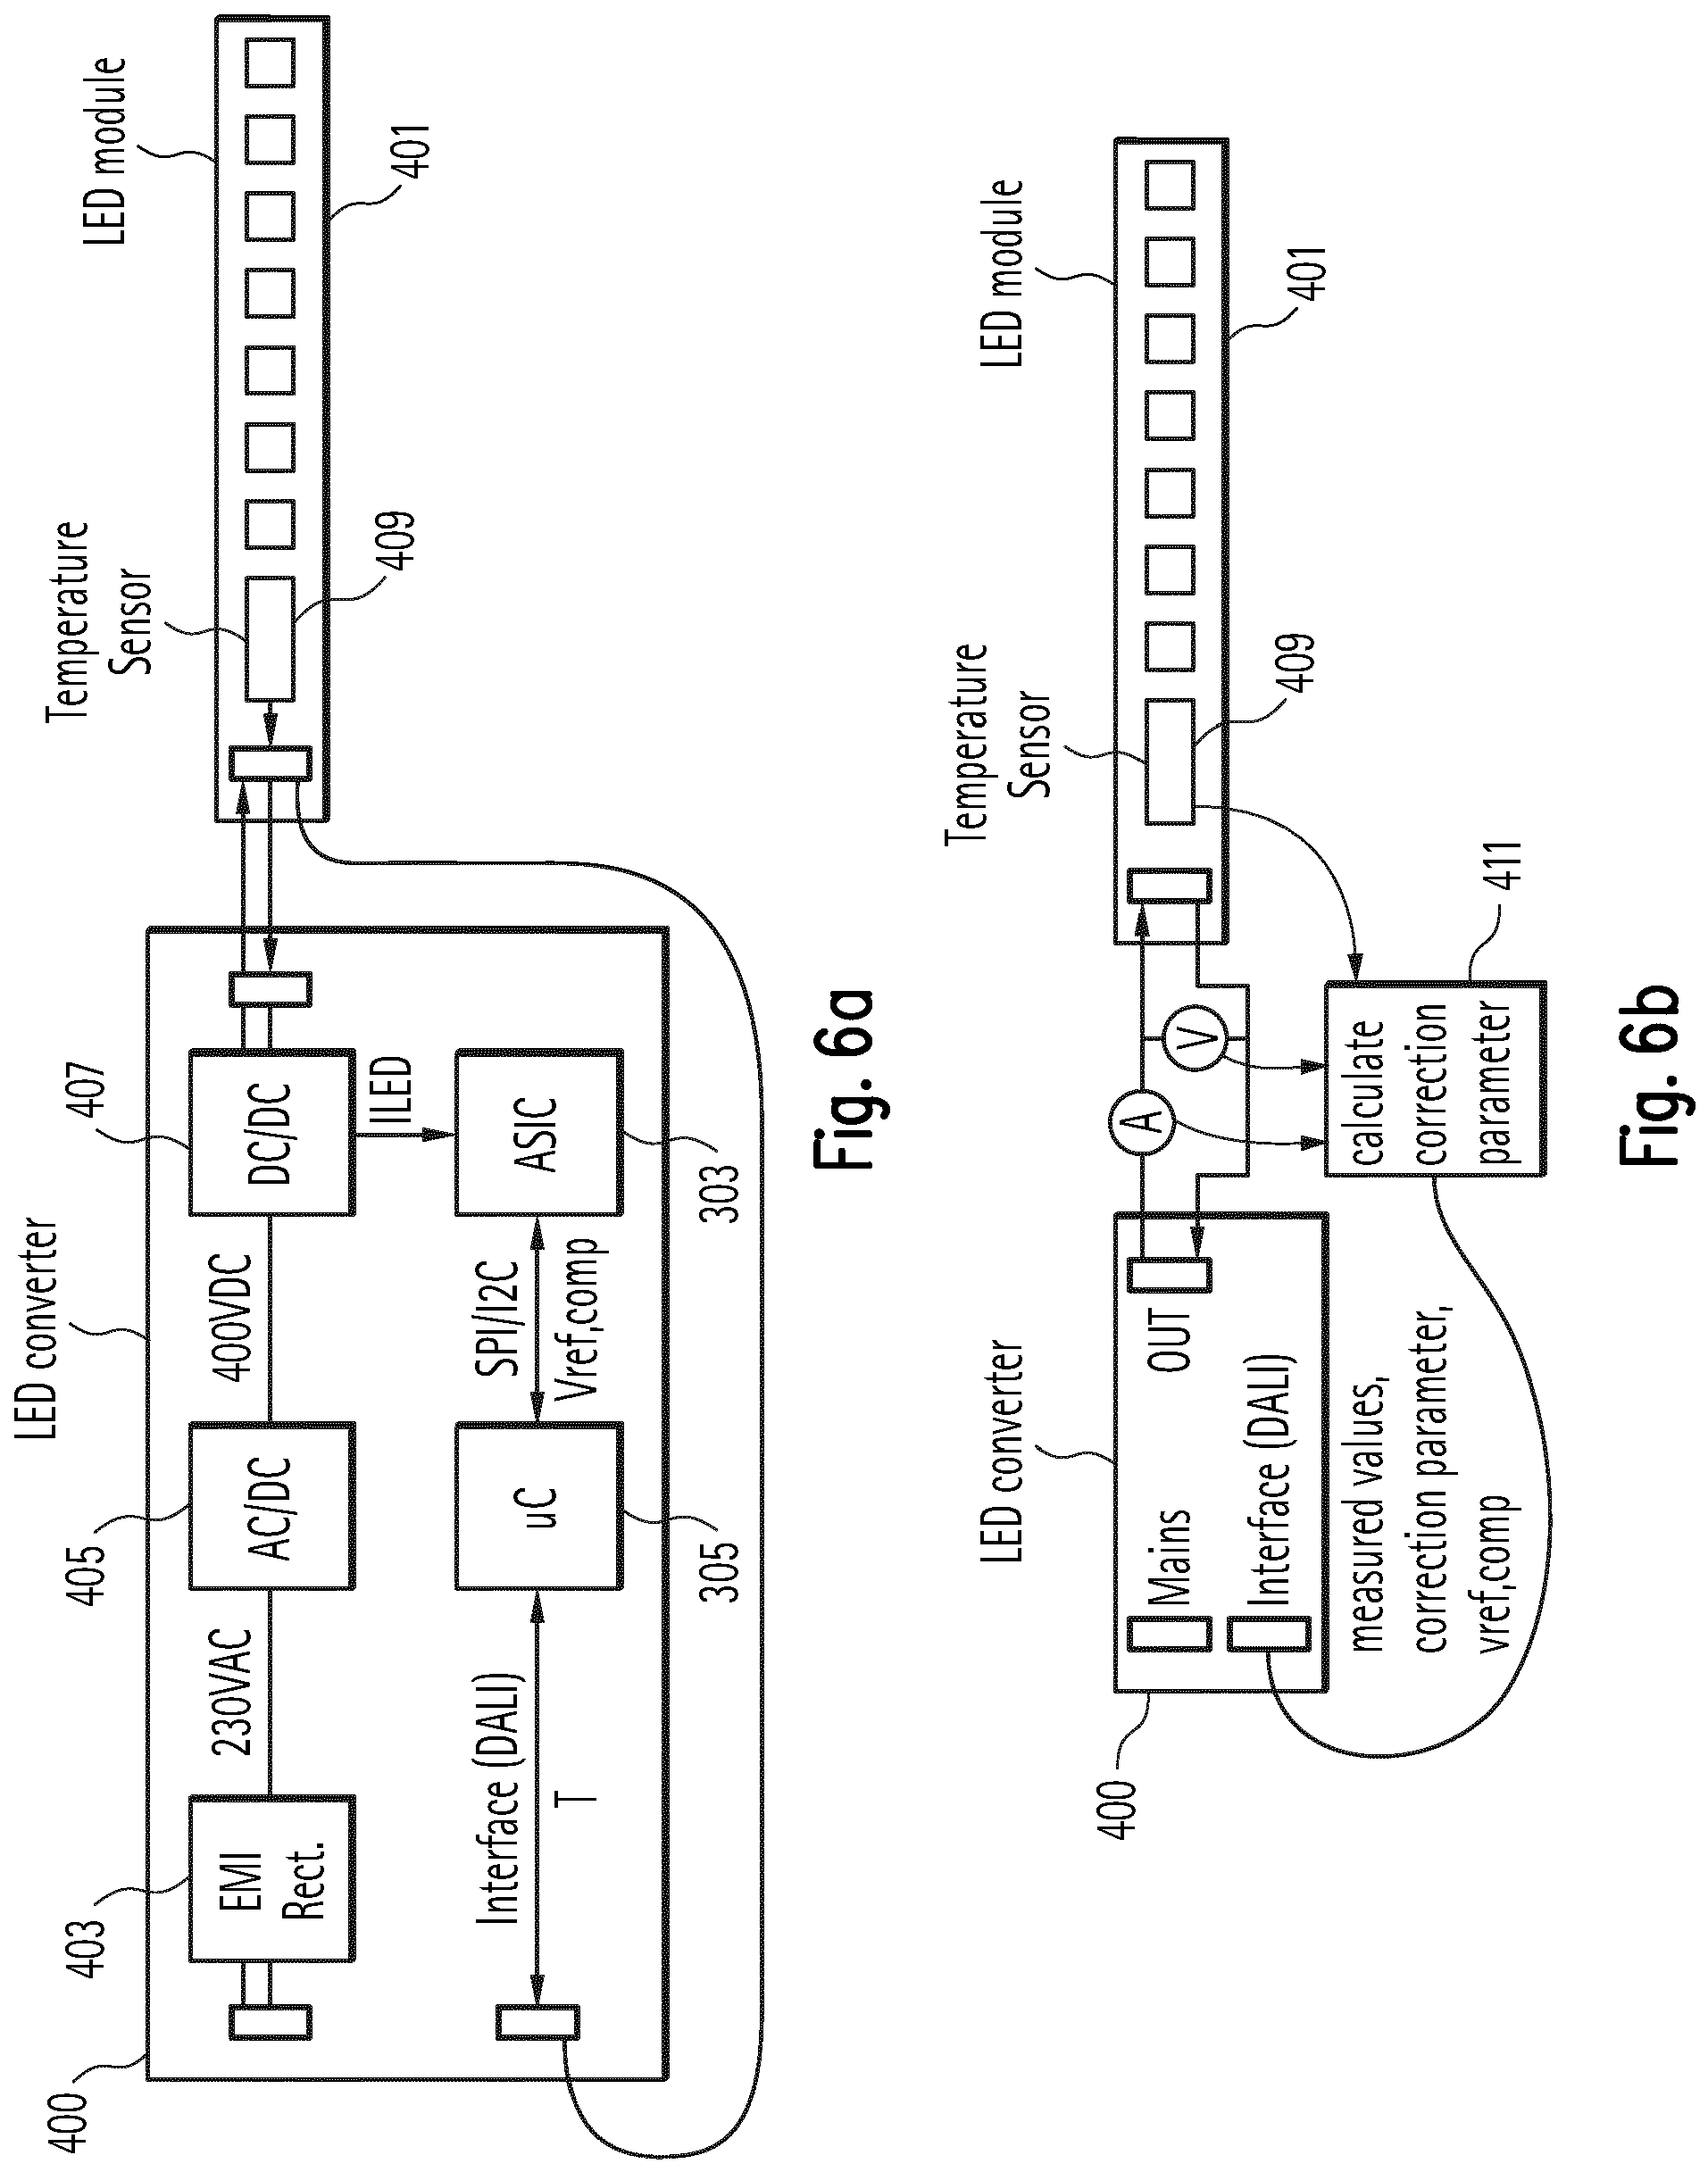 LED converter
LED module
400
403
405
407
EMI
Rect.
230VAC
AC/DC
400VDC
DC/DC
ILED
Interface (DALI)
T
uC
SPI/I2C
Vref,comp
ASIC
305
303
Temperature
Sensor
409
401
Fig. 6a
LED converter
LED module
400
Mains
OUT
Interface (DALI)
A
V
Temperature
Sensor
409
401
measured values,
correction parameter,
vref,comp
calculate
correction
parameter
411
Fig. 6b